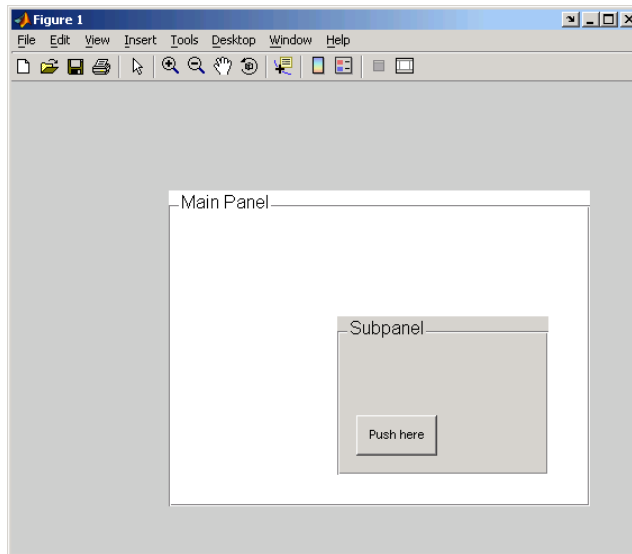 Figure 1
File Edit View Insert Tools Desktop Window Help
Main Panel
Subpanel
Push here